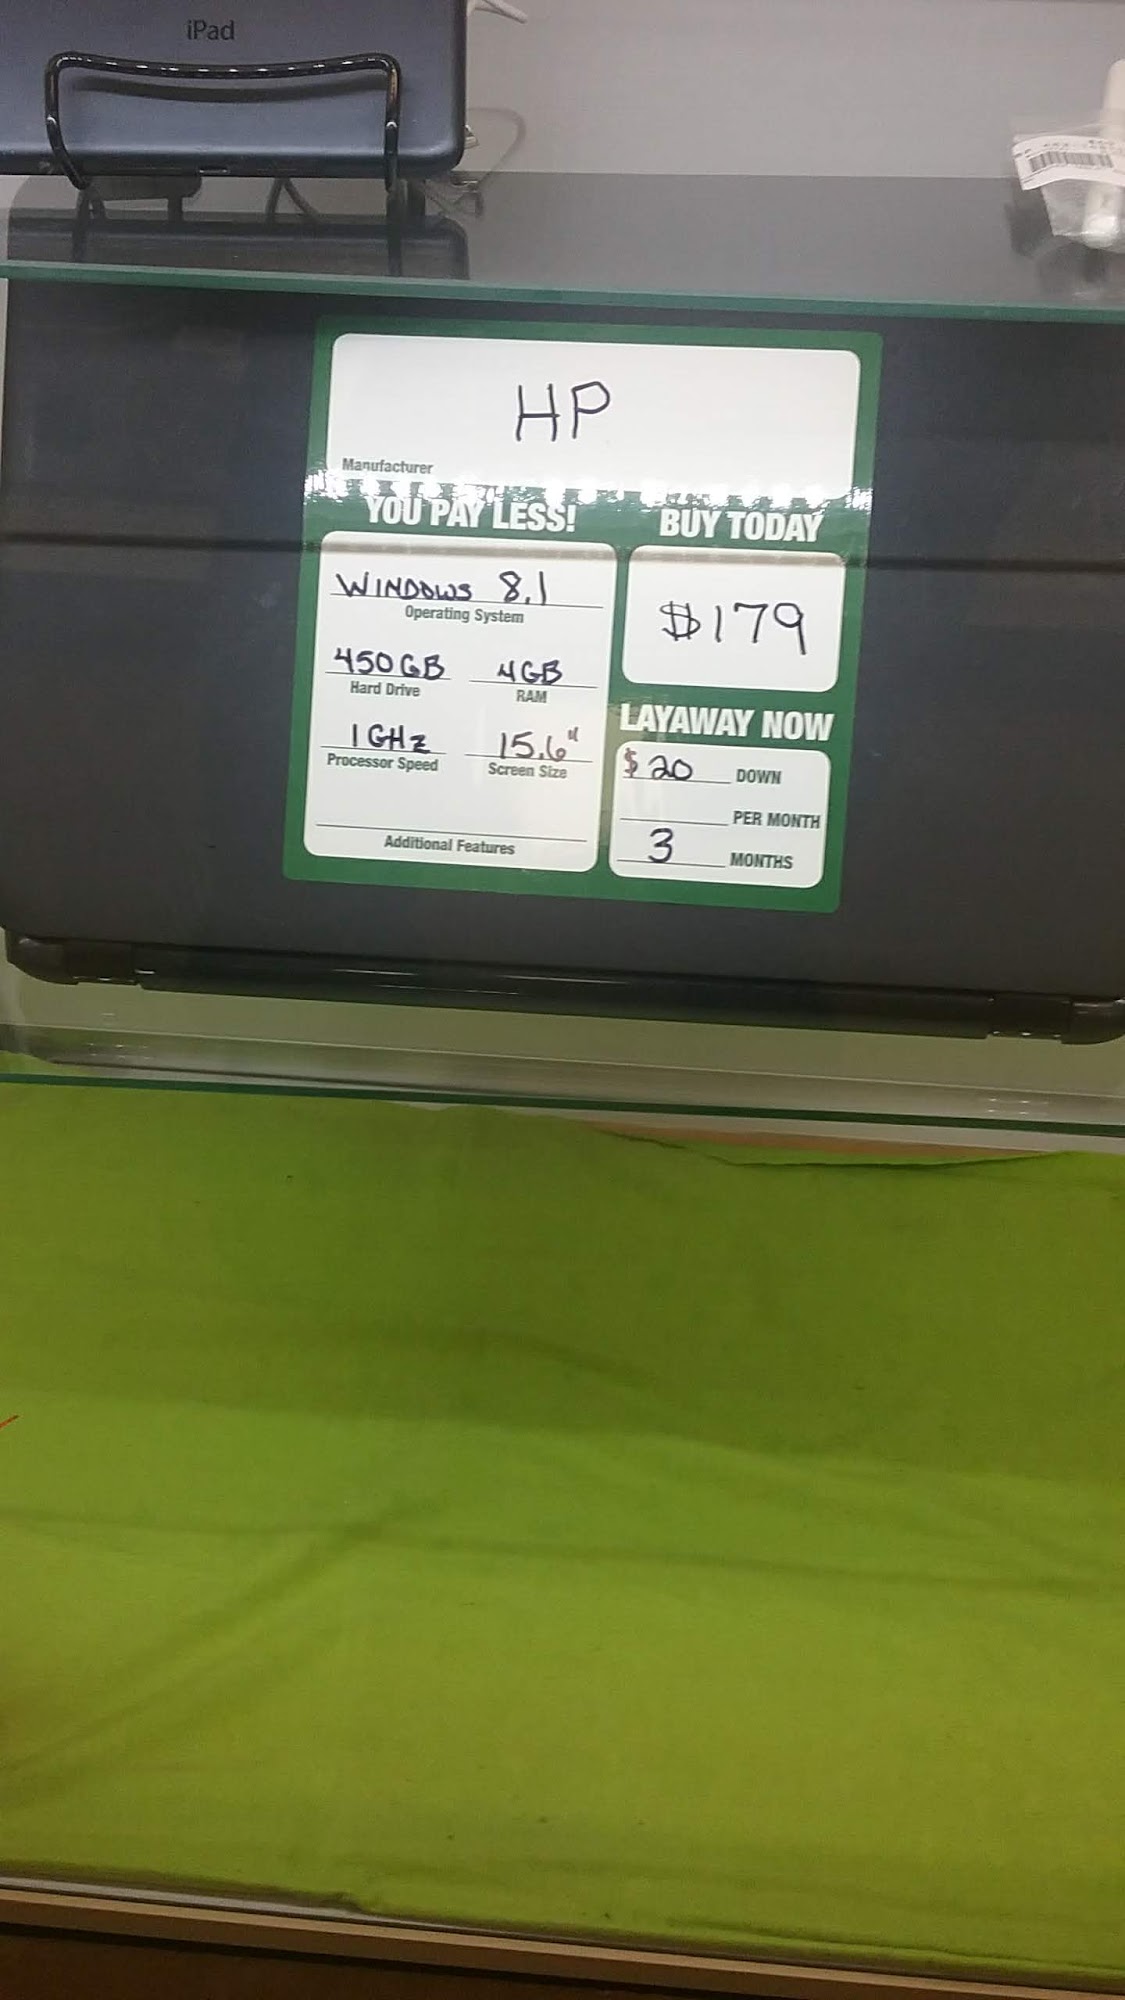 iPad
HP
Manufacturer
YOU PAY LESS!
WINDOWS 8.1
Operating System
450GB 4GB
Hard Drive RAM
1GHz 15.6"
Processor Speed Screen Size
Additional Features
BUY TODAY
$179
LAYAWAY NOW
$20 DOWN
PER MONTH
3 MONTHS